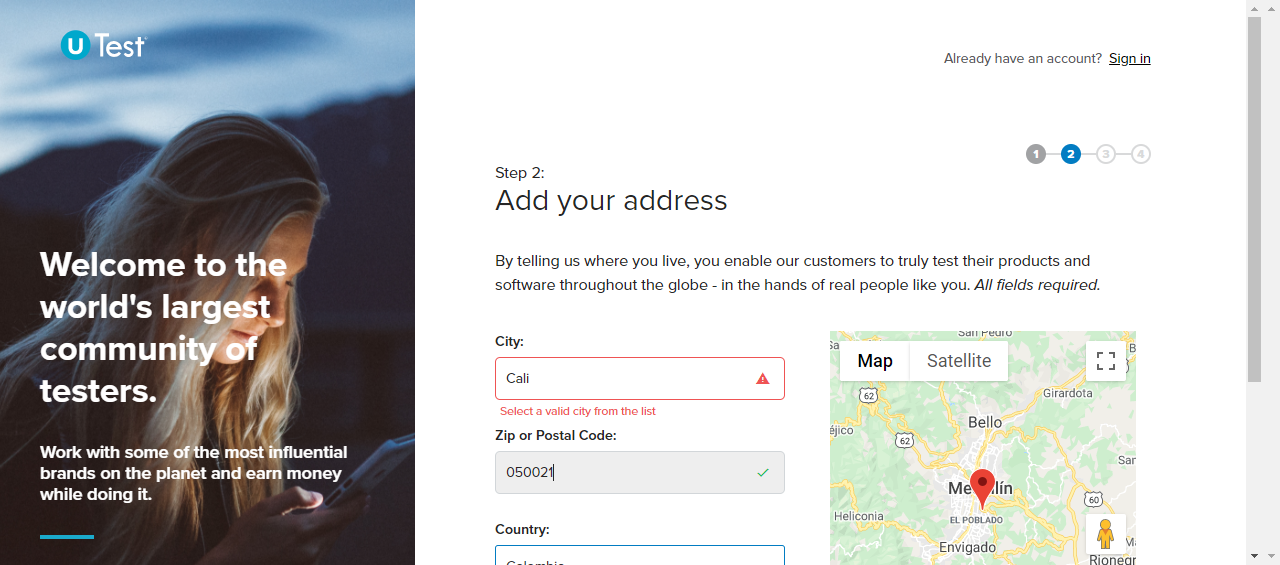 U Test
Already have an account? Sign in
1 2 3 4
Step 2:
Add your address
Welcome to the
world's largest
community of
testers.
Work with some of the most influential
brands on the planet and earn money
while doing it.
By telling us where you live, you enable our customers to truly test their products and
software throughout the globe - in the hands of real people like you. All fields required.
City:
Cali
Select a valid city from the list
Zip or Postal Code:
050021
Country:
Colombia
San Pedro
Map Satellite
62
Girardota
Bello
éjico
62
San
Me lín
60
EL POBLADO
Heliconia
Envigado
Rionegr